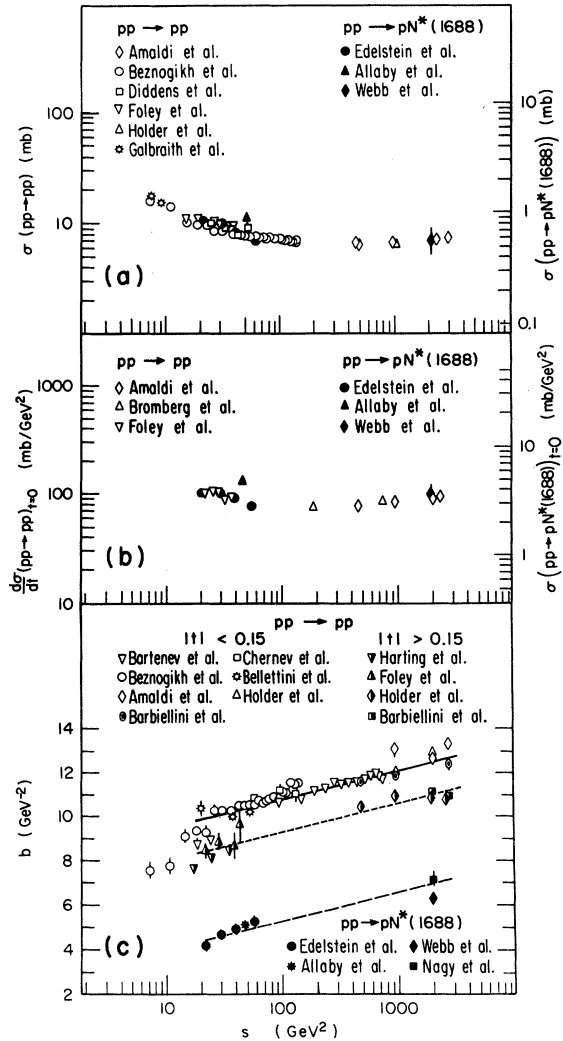 pp → pp
◇ Amaldi et al.
○ Beznogikh et al.
□ Diddens et al.
▽ Foley et al.
△ Holder et al.
☼ Galbraith et al.
pp → pN*(1688)
● Edelstein et al.
▲ Allaby et al.
◆ Webb et al.
σ (pp→pp) (mb)
100
10
σ (pp→pN*(1688)) (mb)
10
1
0.1
(a)
pp → pp
◇ Amaldi et al.
△ Bromberg et al.
▽ Foley et al.
pp → pN*(1688)
● Edelstein et al.
▲ Allaby et al.
◆ Webb et al.
dσ/dt (pp→pp)t=0 (mb/GeV²)
1000
100
10
σ (pp→pN*(1688))t=0 (mb/GeV²)
10
1
(b)
pp → pp
|t| < 0.15
▽ Bartenev et al.
○ Beznogikh et al.
◇ Amaldi et al.
Barbiellini et al.
□ Chernev et al.
☼ Bellettini et al.
△ Holder et al.
|t| > 0.15
Harting et al.
Foley et al.
Holder et al.
Barbiellini et al.
b (GeV⁻²)
14
12
10
8
6
4
2
(c)
pp→pN*(1688)
● Edelstein et al.
✱ Allaby et al.
◆ Webb et al.
■ Nagy et al.
10
100
1000
s (GeV²)